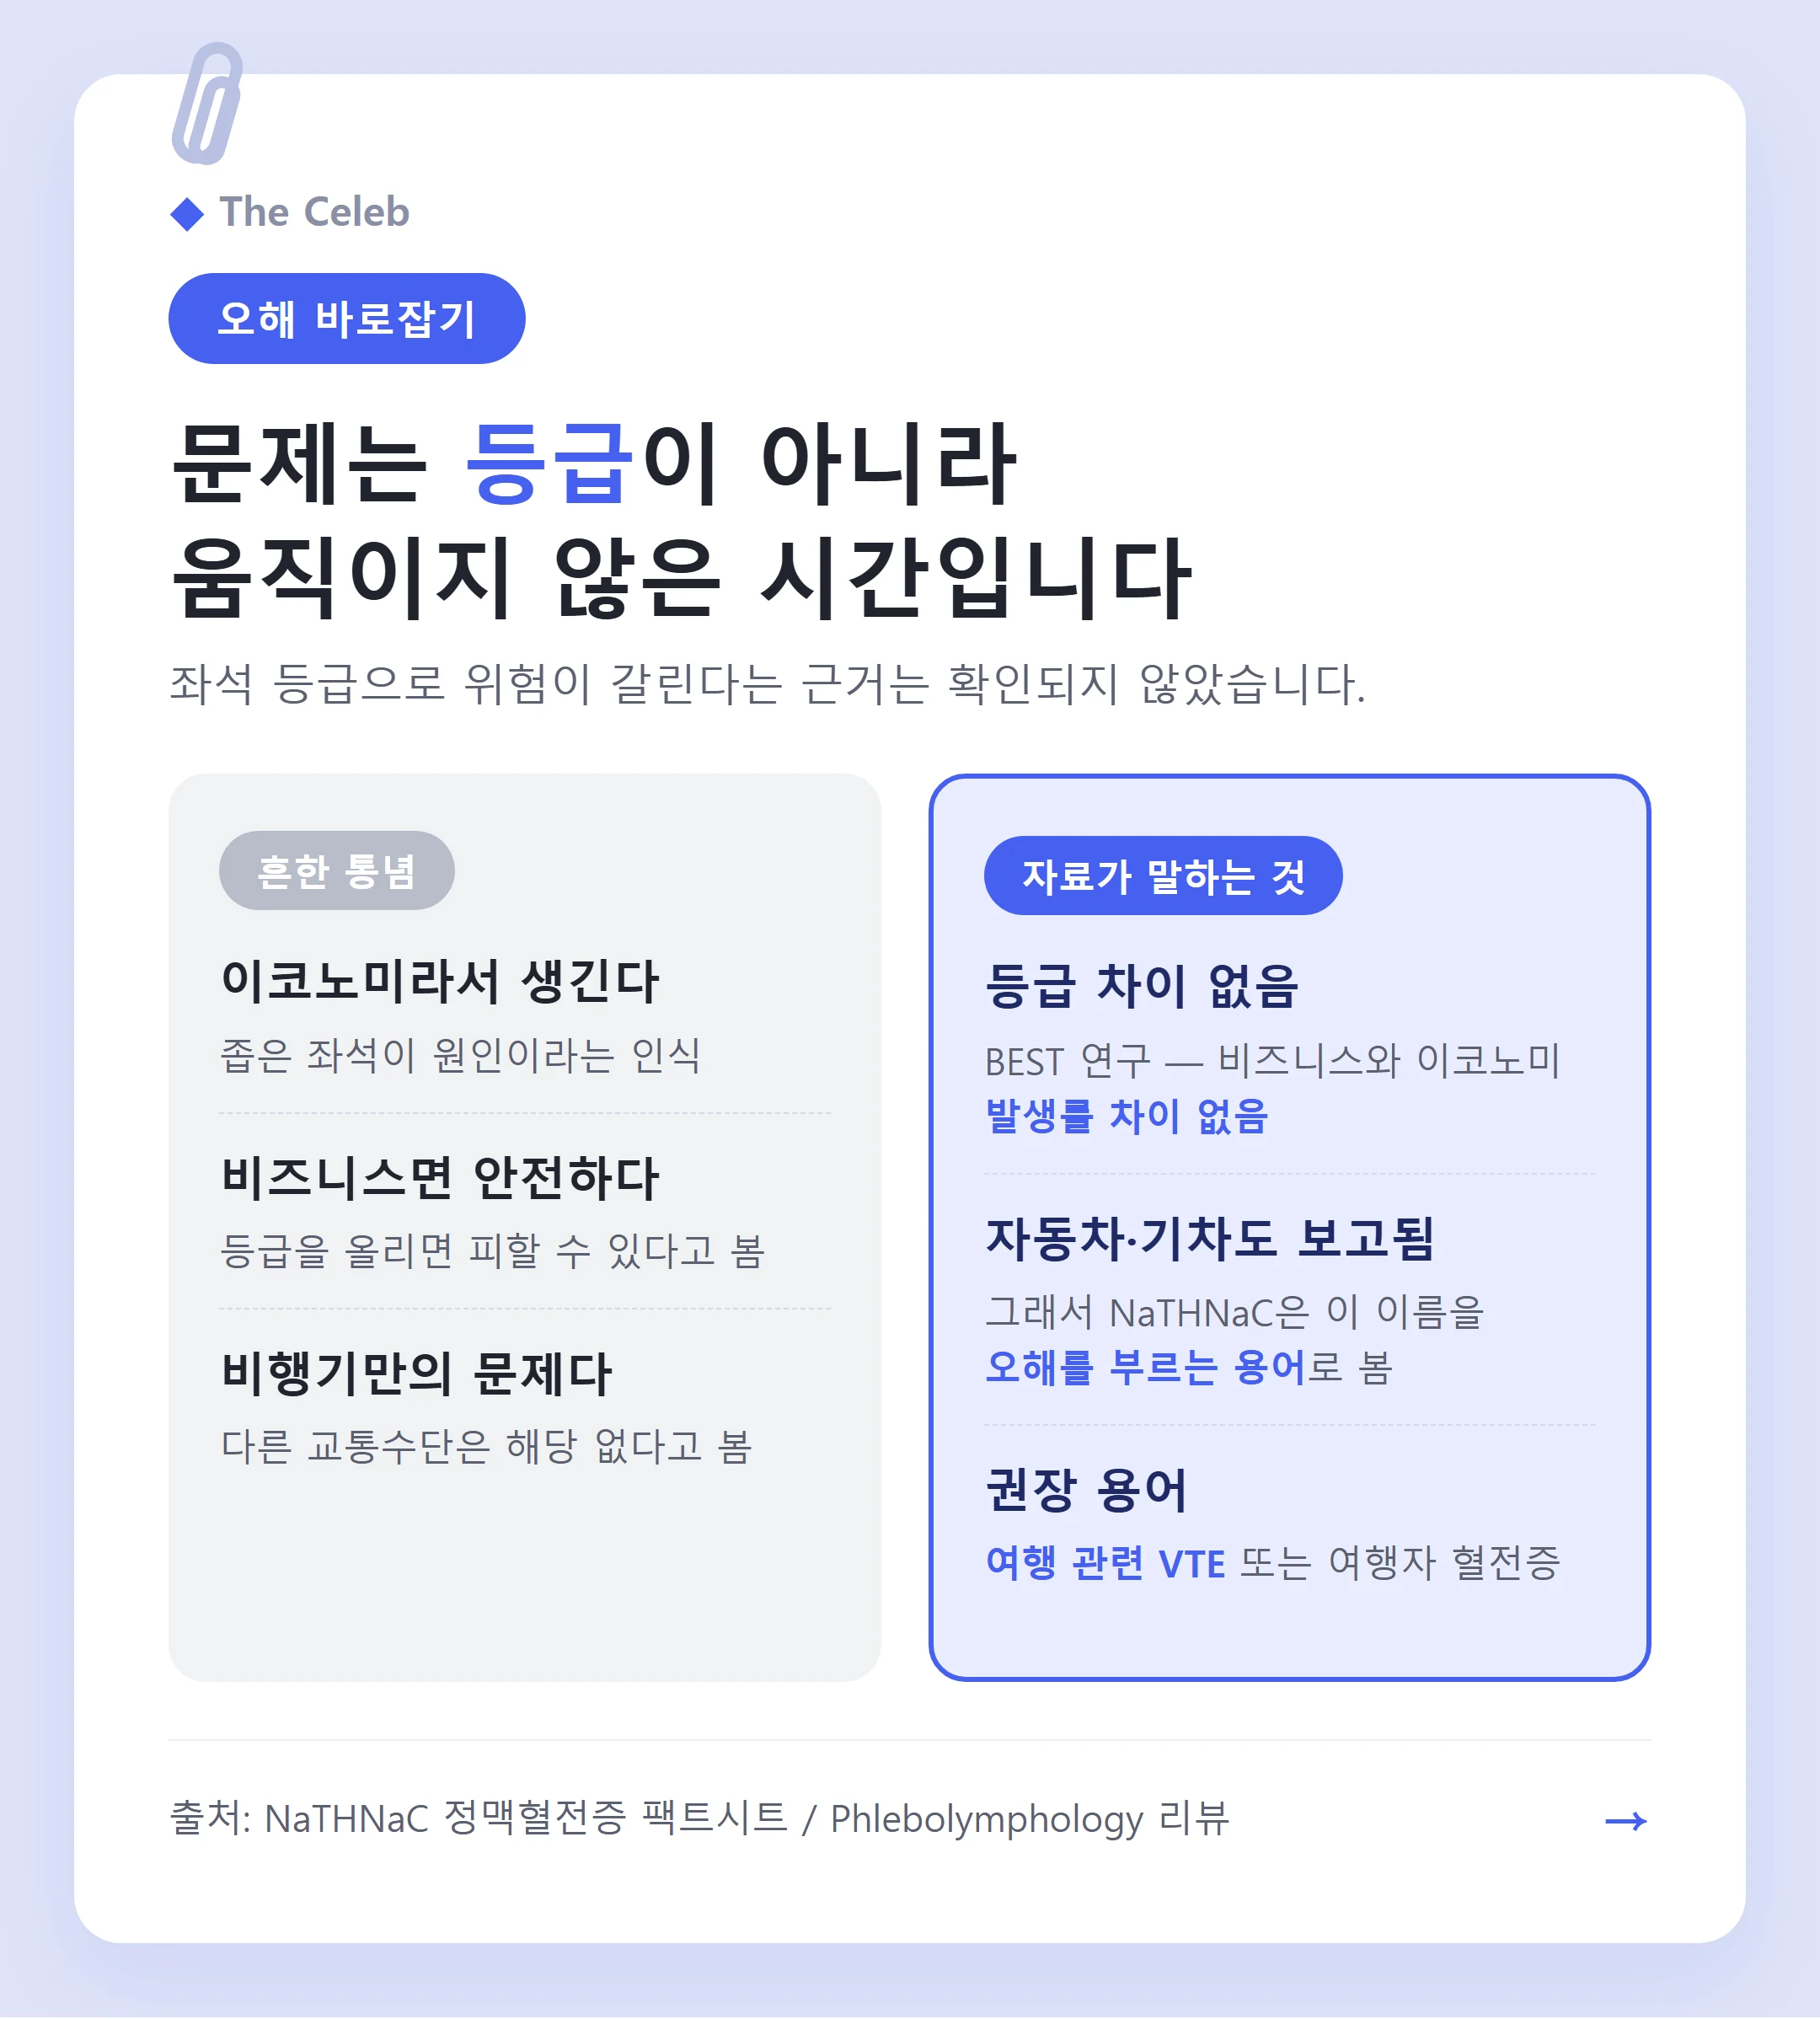 The Celeb
오해 바로잡기
문제는 등급이 아니라
움직이지 않은 시간입니다
좌석 등급으로 위험이 갈린다는 근거는 확인되지 않았습니다.
흔한 통념
이코노미라서 생긴다
좁은 좌석이 원인이라는 인식
비즈니스면 안전하다
등급을 올리면 피할 수 있다고 봄
비행기만의 문제다
다른 교통수단은 해당 없다고 봄
자료가 말하는 것
등급 차이 없음
BEST 연구 — 비즈니스와 이코노미
발생률 차이 없음
자동차·기차도 보고됨
그래서 NaTHNaC은 이 이름을
오해를 부르는 용어로 봄
권장 용어
여행 관련 VTE 또는 여행자 혈전증
출처: NaTHNaC 정맥혈전증 팩트시트 / Phlebolymphology 리뷰
→